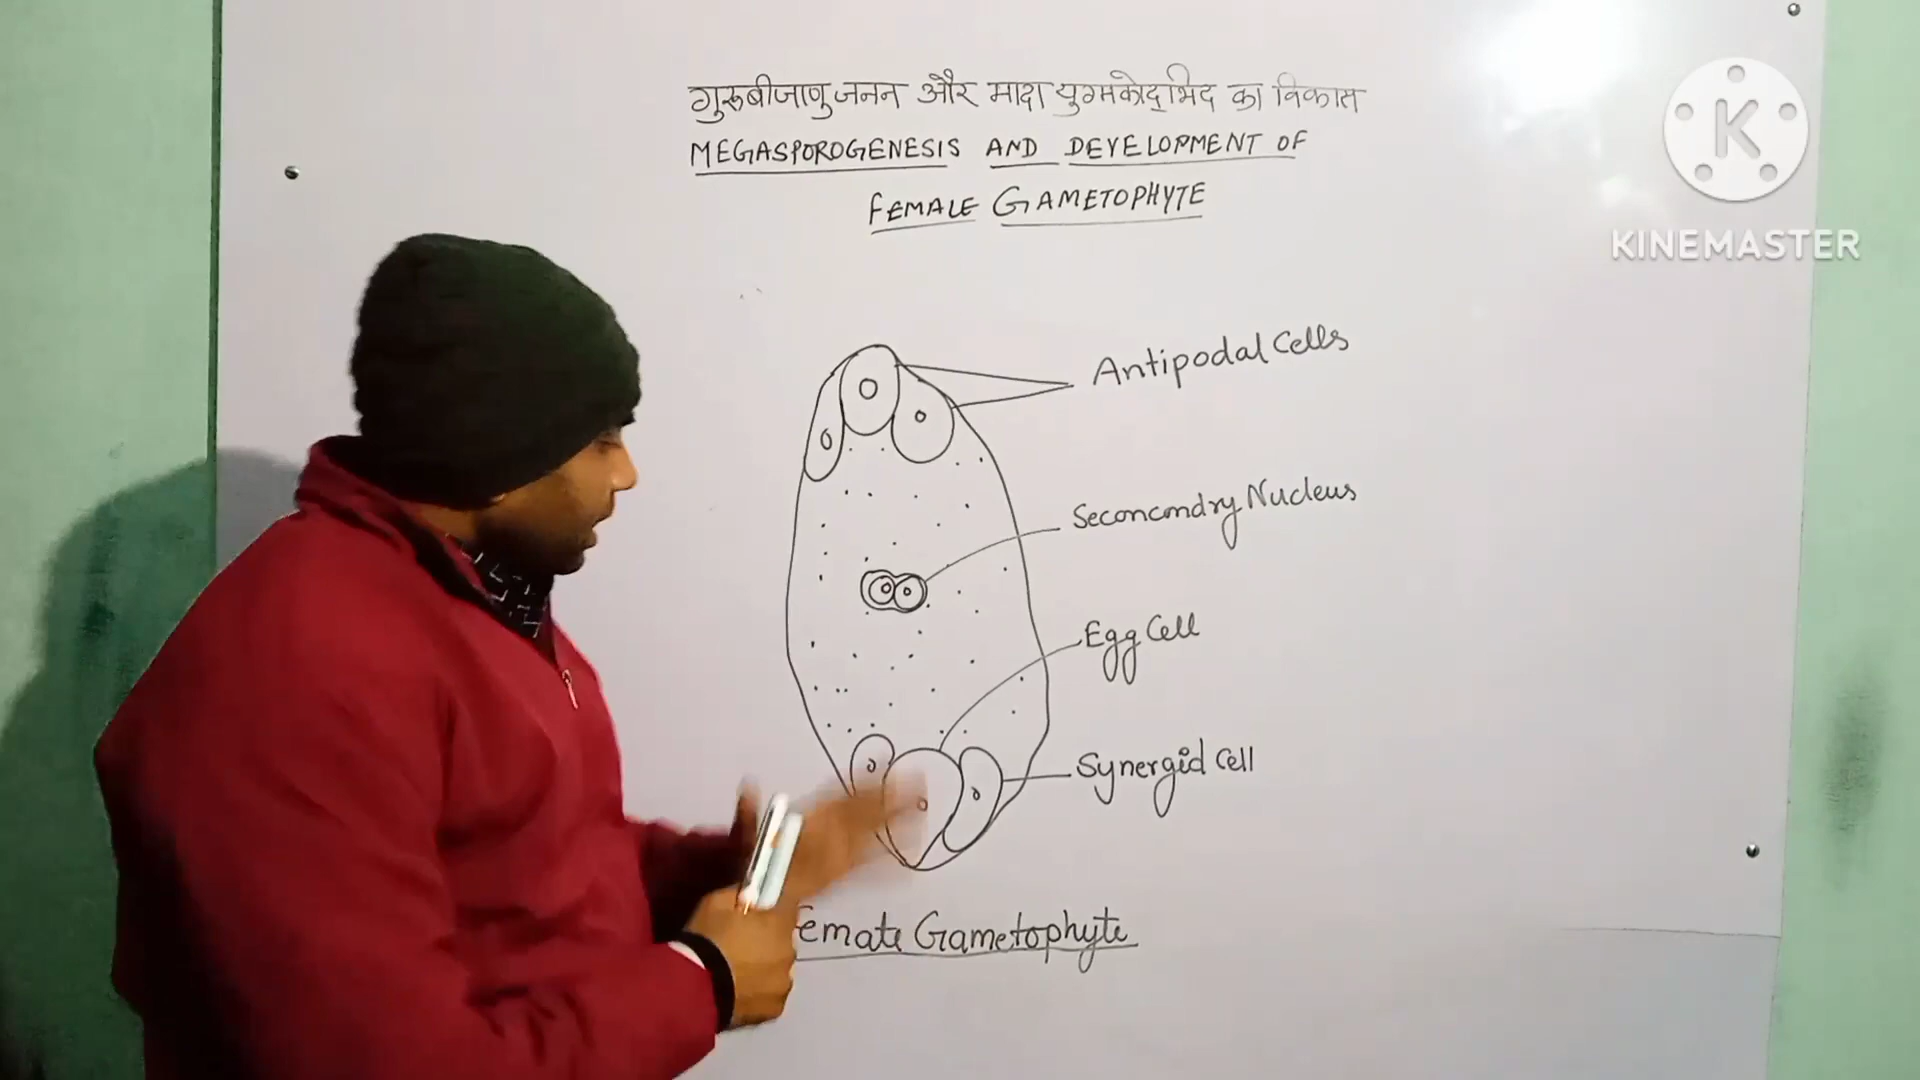 गुरूबीजाणुजनन और मादा युग्मकोद्भिद का विकास
MEGASPOROGENESIS AND DEVELOPMENT OF
FEMALE GAMETOPHYTE
K
KINEMASTER
Antipodal Cells
Seconcondry Nucleus
Egg Cell
Synergid Cell
emate Gametophyte